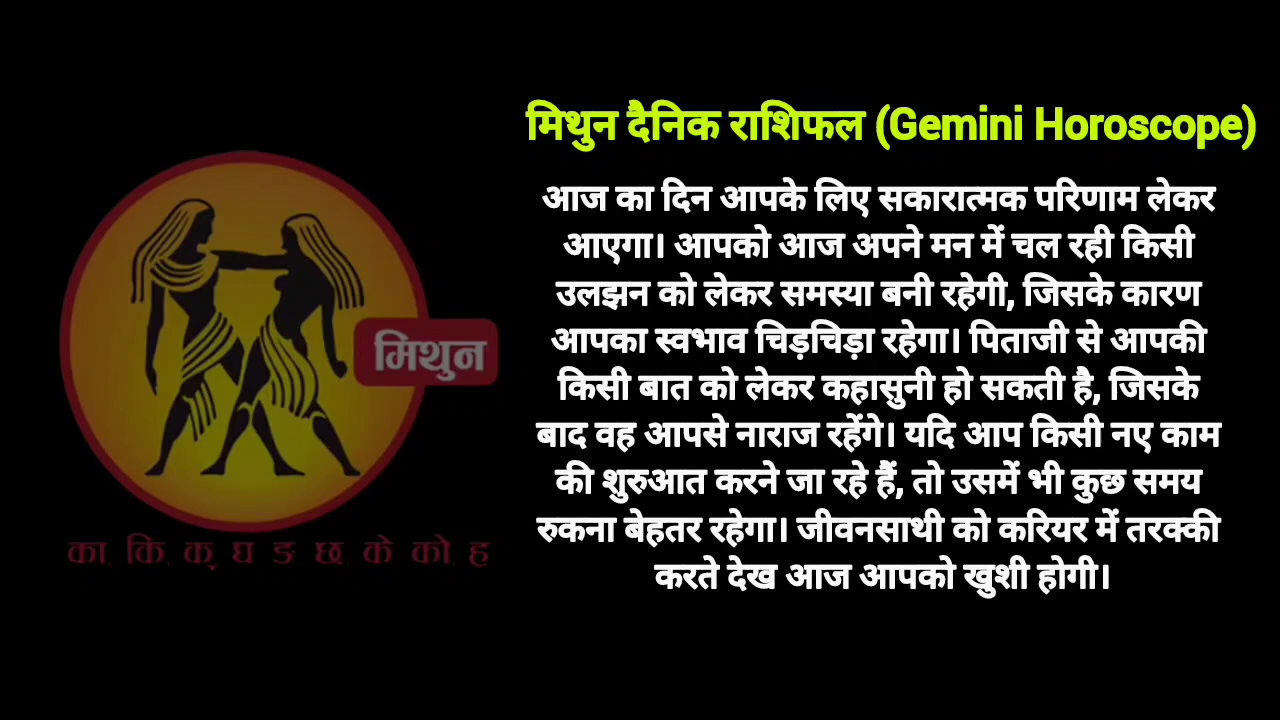 मिथुन दैनिक राशिफल (Gemini Horoscope)
आज का दिन आपके लिए सकारात्मक परिणाम लेकर
आएगा। आपको आज अपने मन में चल रही किसी
उलझन को लेकर समस्या बनी रहेगी, जिसके कारण
आपका स्वभाव चिड़चिड़ा रहेगा। पिताजी से आपकी
किसी बात को लेकर कहासुनी हो सकती है, जिसके
बाद वह आपसे नाराज रहेंगे। यदि आप किसी नए काम
की शुरुआत करने जा रहे हैं, तो उसमें भी कुछ समय
रुकना बेहतर रहेगा। जीवनसाथी को करियर में तरक्की
करते देख आज आपको खुशी होगी।
मिथुन
का. कि. क् घ ङ छ. के को. ह